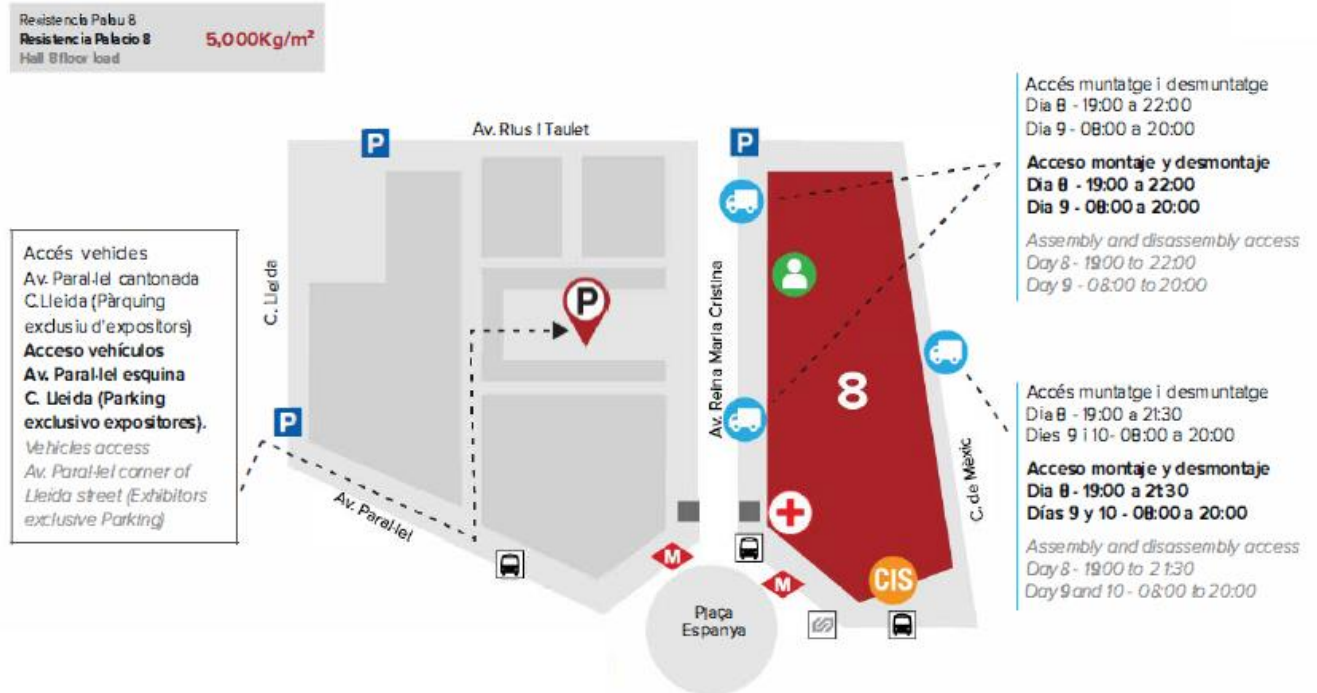 Resistencia Palau 8
Resistencia Palacio 8
Hall 8 floor load
5,000Kg/m²
Av. Rius I Taulet
P
P
Accés muntatge i desmuntatge
Dia 8 - 19:00 a 22:00
Dia 9 - 08:00 a 20:00
Acceso montaje y desmontaje
Dia 8 - 19:00 a 22:00
Dia 9 - 08:00 a 20:00
Assembly and disassembly access
Day 8 - 19:00 to 22:00
Day 9 - 08:00 to 20:00
Accés vehicles
Av. Paral·lel cantonada
C.Lleida (Pàrquing
exclusiu d'expositors)
Acceso vehículos
Av. Paral·lel esquina
C. Lleida (Parking
exclusivo expositores).
Vehicles access
Av. Paral·lel corner of
Lleida street (Exhibitors
exclusive Parking)
C. Lleida
P
P
Av. Paral·lel
Av. Reina Maria Cristina
8
C. de Mèxic
Accés muntatge i desmuntatge
Dia 8 - 19:00 a 21:30
Dies 9 i 10 - 08:00 a 20:00
Acceso montaje y desmontaje
Dia 8 - 19:00 a 21:30
Días 9 y 10 - 08:00 a 20:00
Assembly and disassembly access
Day 8 - 19:00 to 21:30
Day 9 and 10 - 08:00 to 20:00
M
M
CIS
Plaça
Espanya